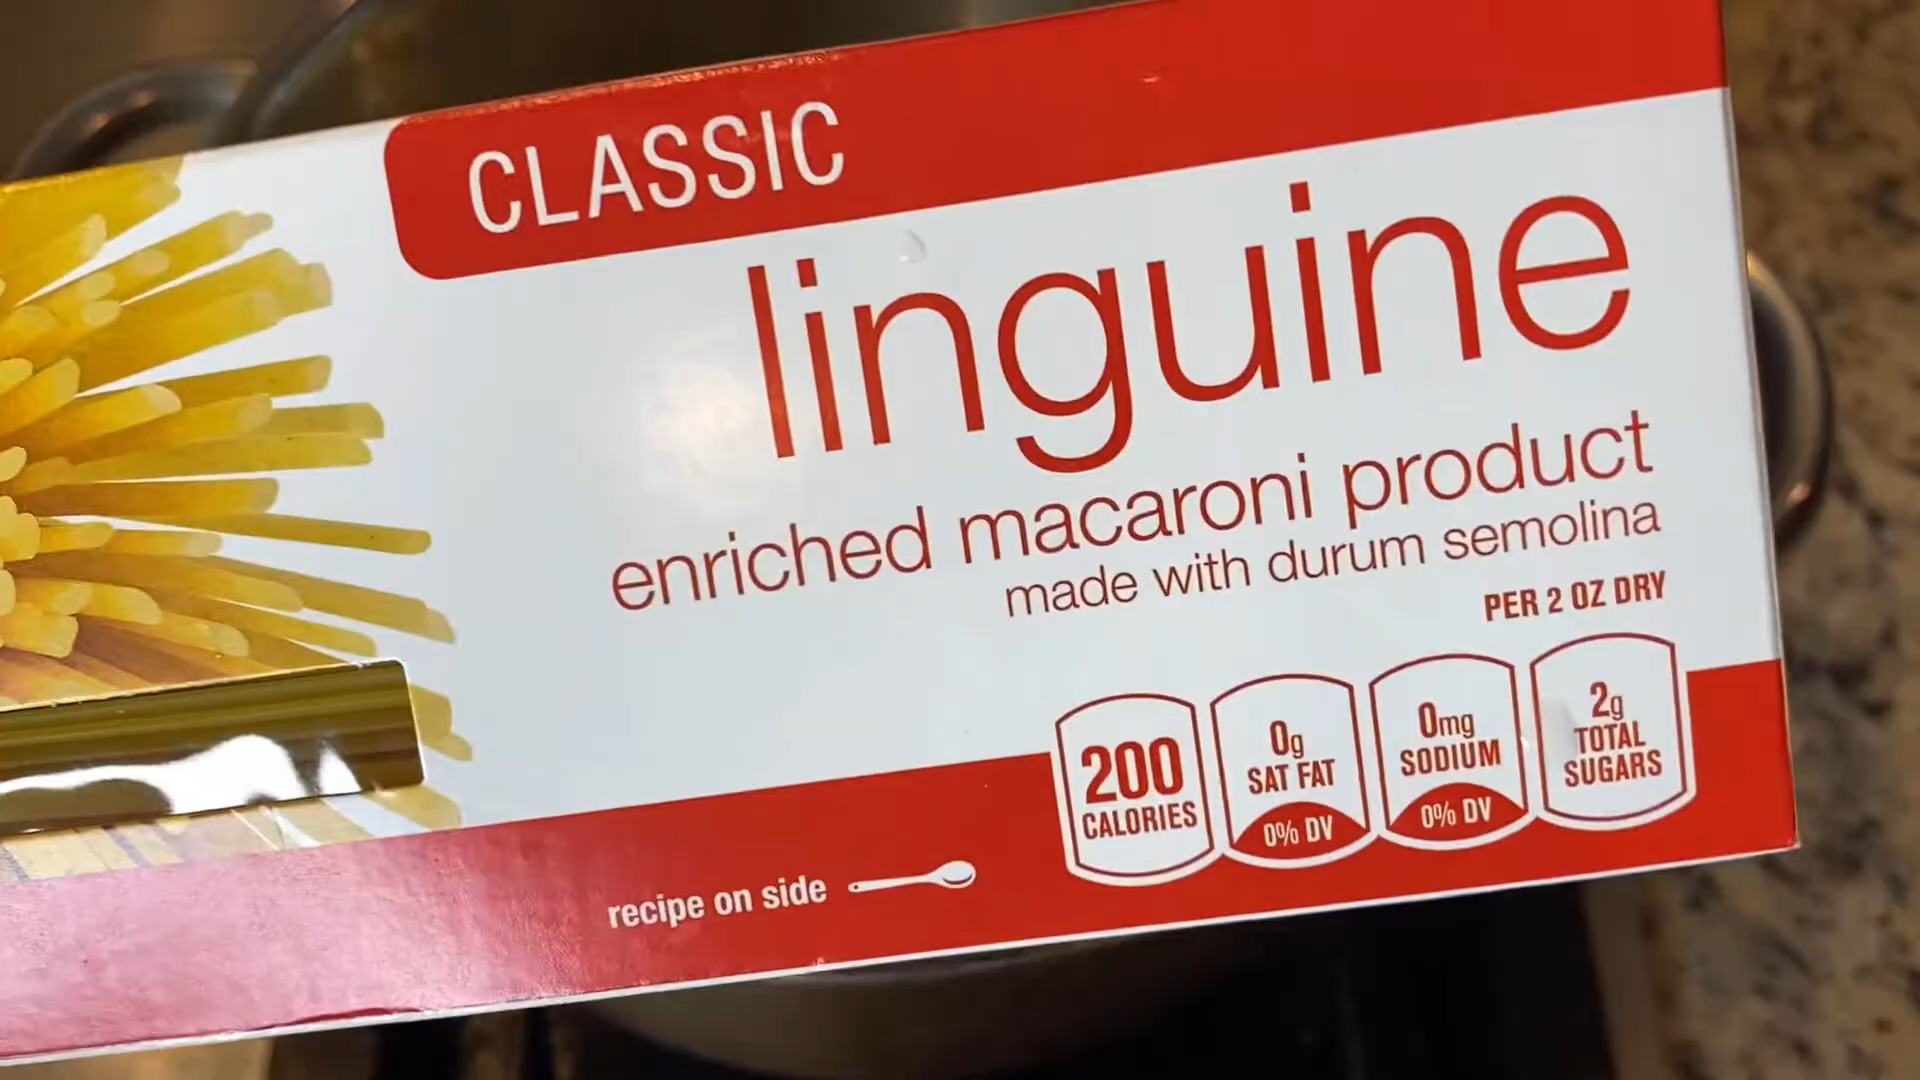 CLASSIC
linguine
enriched macaroni product
made with durum semolina
PER 2 OZ DRY
200
CALORIES
0g
SAT FAT
0% DV
0mg
SODIUM
0% DV
2g
TOTAL
SUGARS
recipe on side